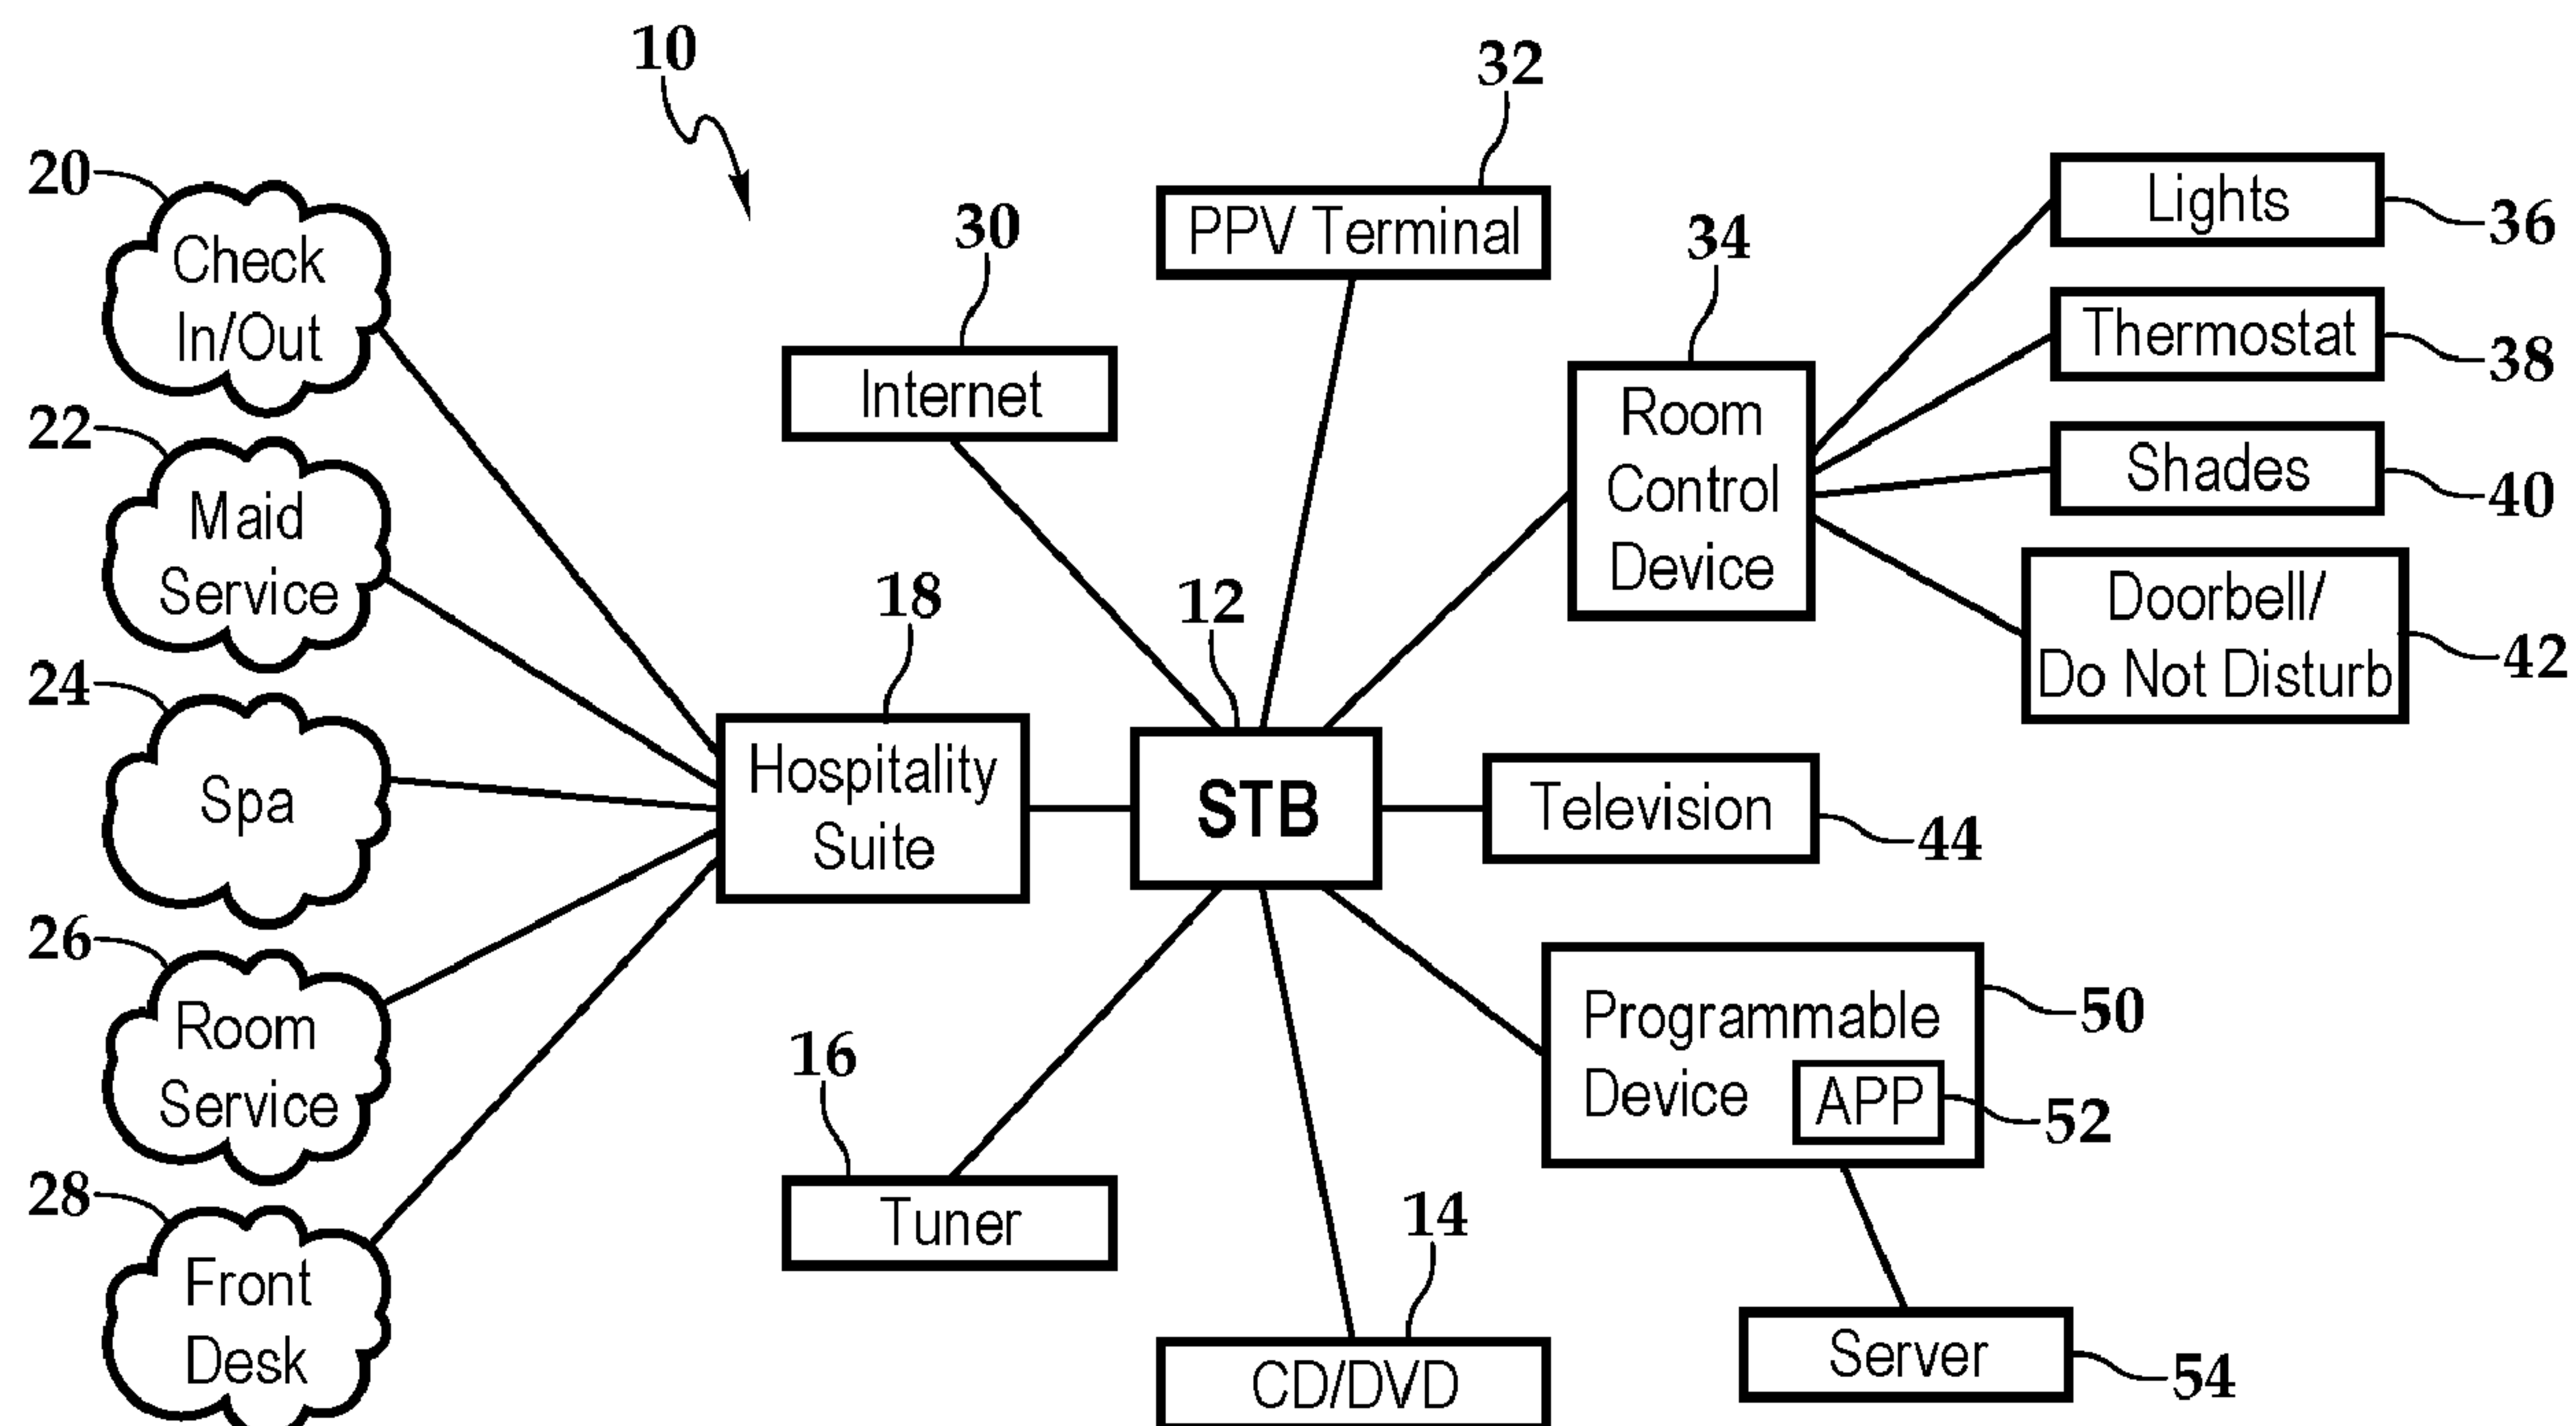 10
32
20
Check
In/Out
30
PPV Terminal
34
Lights
36
Internet
Room
Control
Device
Thermostat
38
22
Maid
Service
Shades
40
18
12
Doorbell/
Do Not Disturb
42
24
Spa
Hospitality
Suite
STB
Television
44
26
Room
Service
16
Programmable
Device
50
APP
52
28
Front
Desk
Tuner
14
CD/DVD
Server
54